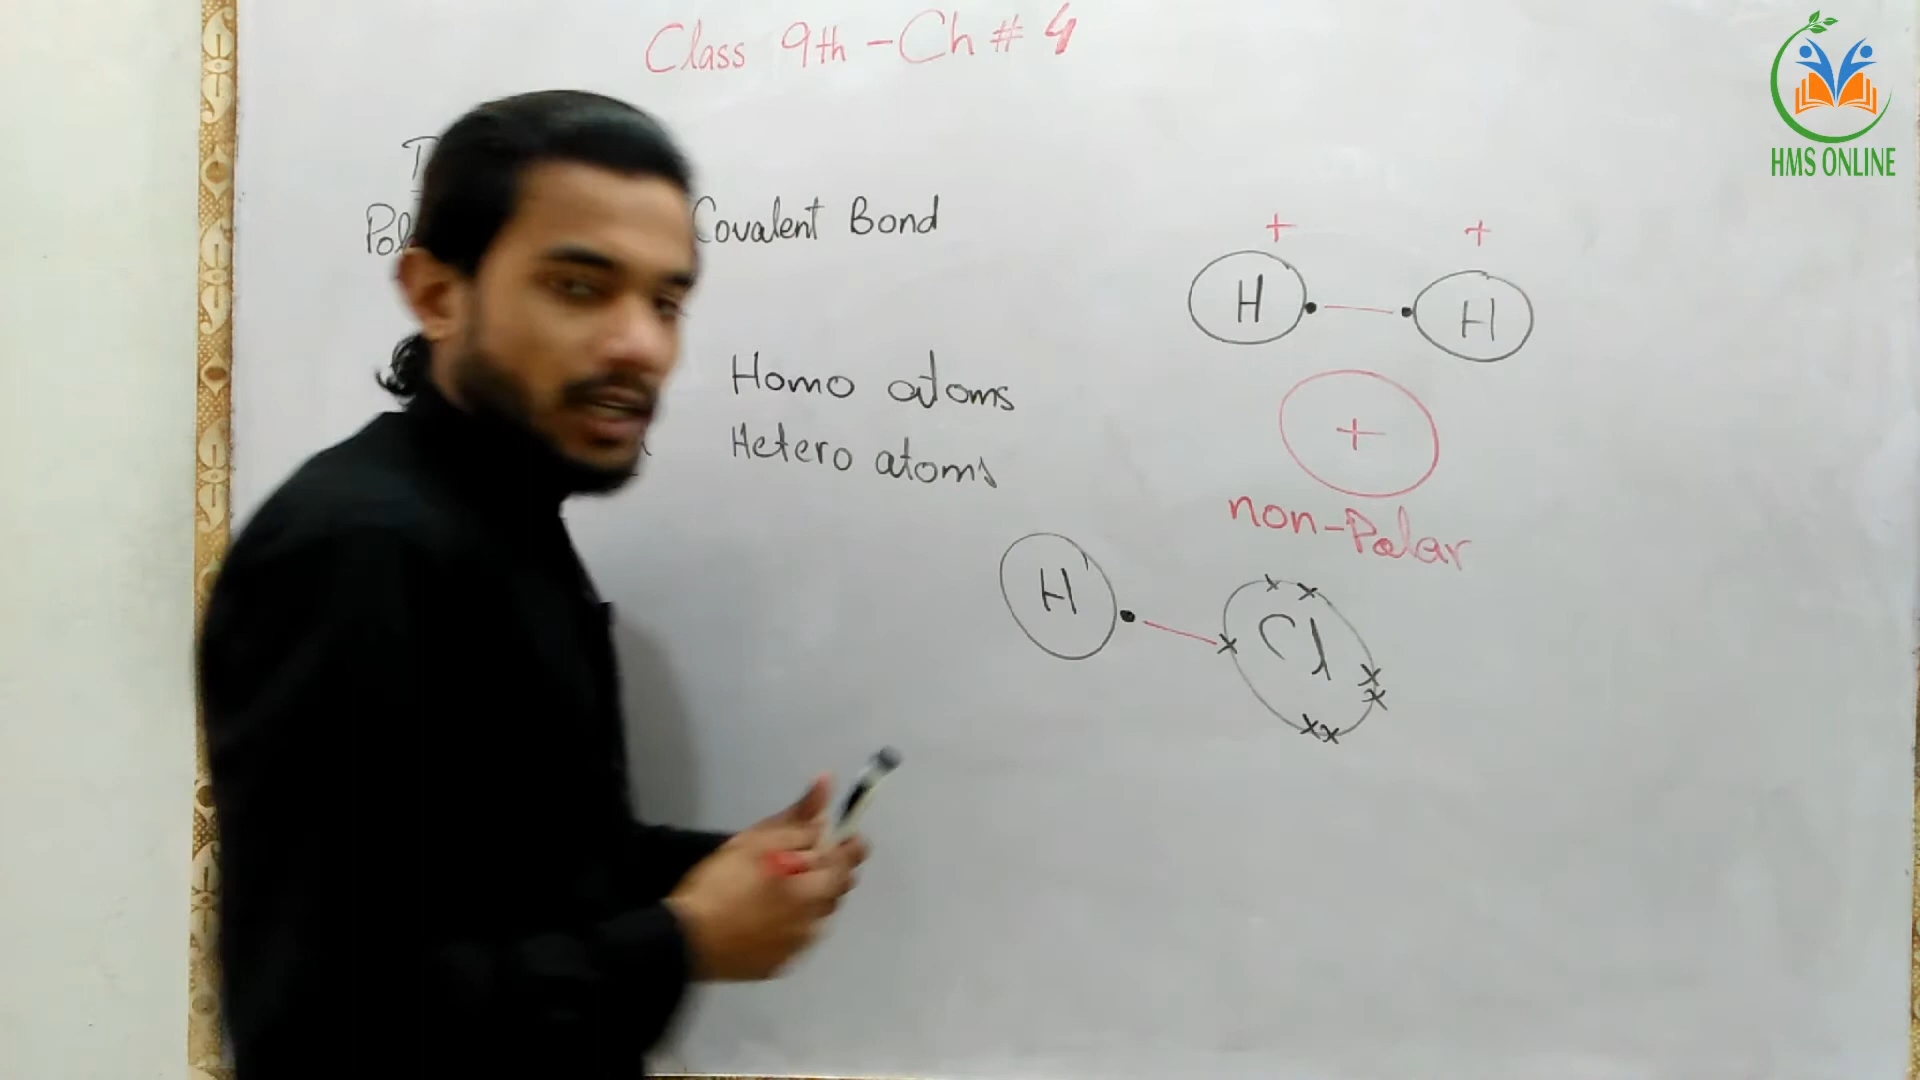 Class 9th - Ch # 4
Covalent Bond
Homo atoms
Hetero atoms
+ +
H H
+
non-Polar
H Cl
HMS ONLINE